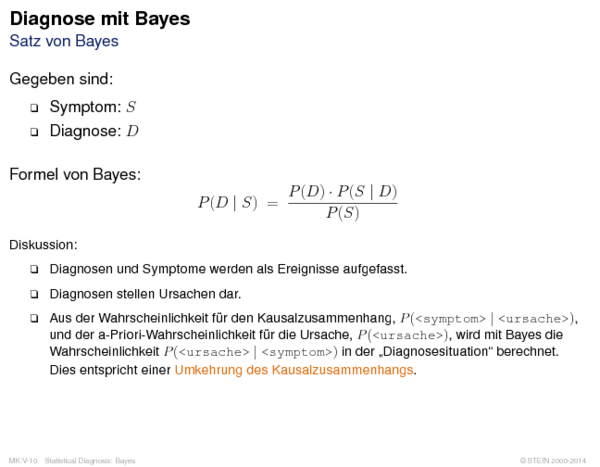 Diagnose mit Bayes
Satz von Bayes
Gegeben sind:
❑ Symptom: S
❑ Diagnose: D
Formel von Bayes:
P(D | S) = P(D) · P(S | D) / P(S)
Diskussion:
❑ Diagnosen und Symptome werden als Ereignisse aufgefasst.
❑ Diagnosen stellen Ursachen dar.
❑ Aus der Wahrscheinlichkeit für den Kausalzusammenhang, P(<symptom> | <ursache>),
und der a-Priori-Wahrscheinlichkeit für die Ursache, P(<ursache>), wird mit Bayes die
Wahrscheinlichkeit P(<ursache> | <symptom>) in der „Diagnosesituation“ berechnet.
Dies entspricht einer Umkehrung des Kausalzusammenhangs.
MK:V-10 Statistical Diagnosis: Bayes
© STEIN 2000-2014